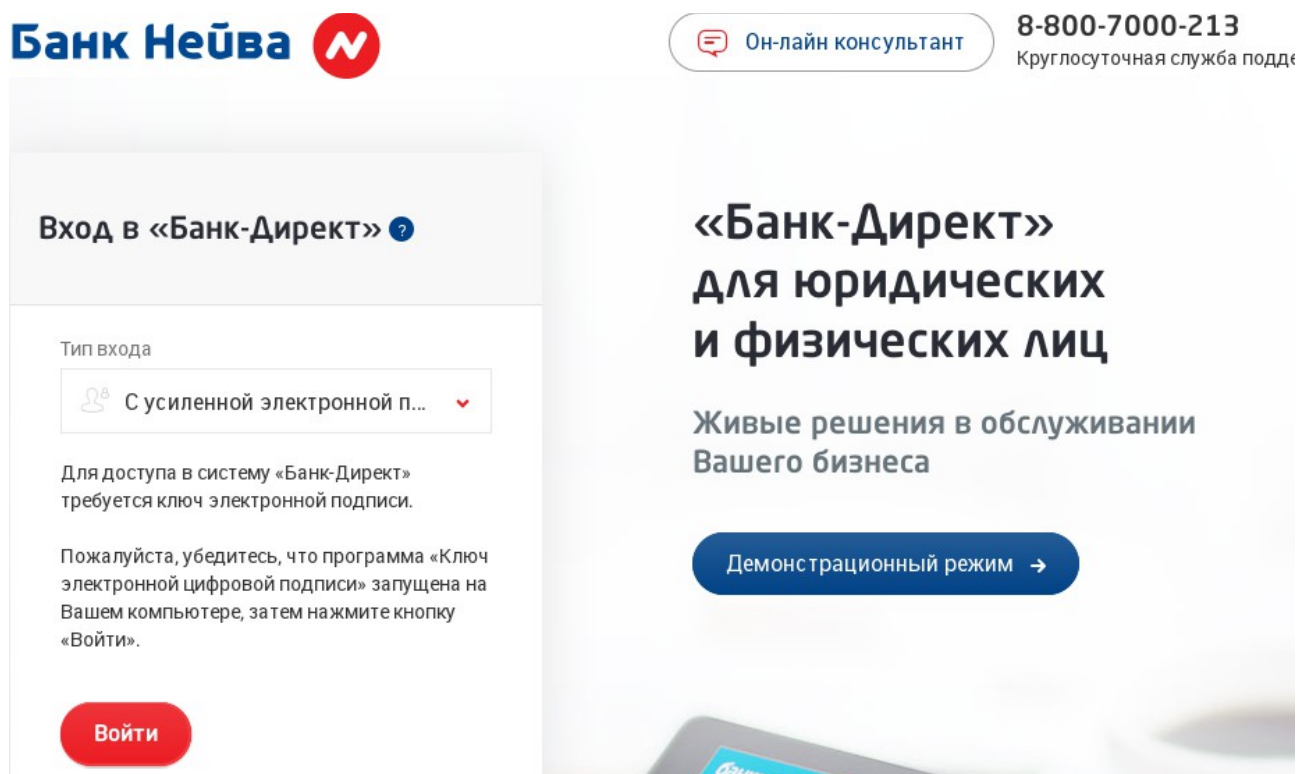 Банк Нейва
Он-лайн консультант
8-800-7000-213
Круглосуточная служба
Вход в «Банк-Директ» ?
«Банк-Директ»
для юридических
и физических лиц
Тип входа
С усиленной электронной п...
Живые решения в обслуживании
Вашего бизнеса
Для доступа в систему «Банк-Директ»
требуется ключ электронной подписи.
Пожалуйста, убедитесь, что программа «Ключ
электронной цифровой подписи» запущена на
Вашем компьютере, затем нажмите кнопку
«Войти».
Демонстрационный режим →
Войти